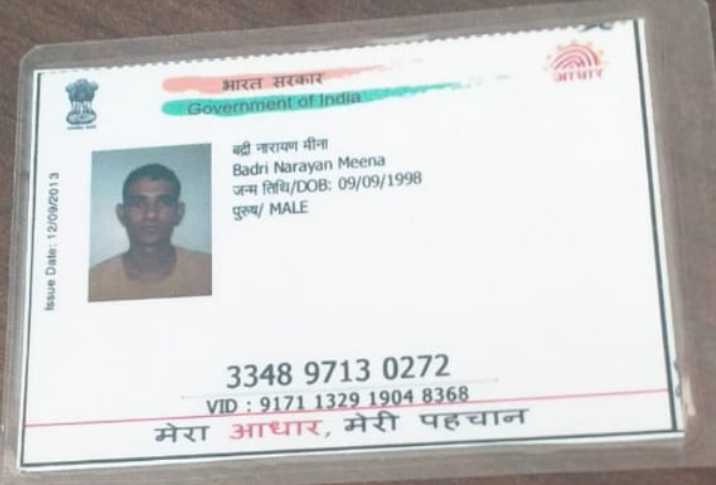 भारत सरकार
Government of India
आधार
बद्री नारायण मीना
Badri Narayan Meena
जन्म तिथि/DOB: 09/09/1998
पुरुष/ MALE
Issue Date: 12/09/2013
3348 9713 0272
VID : 9171 1329 1904 8368
मेरा आधार, मेरी पहचान